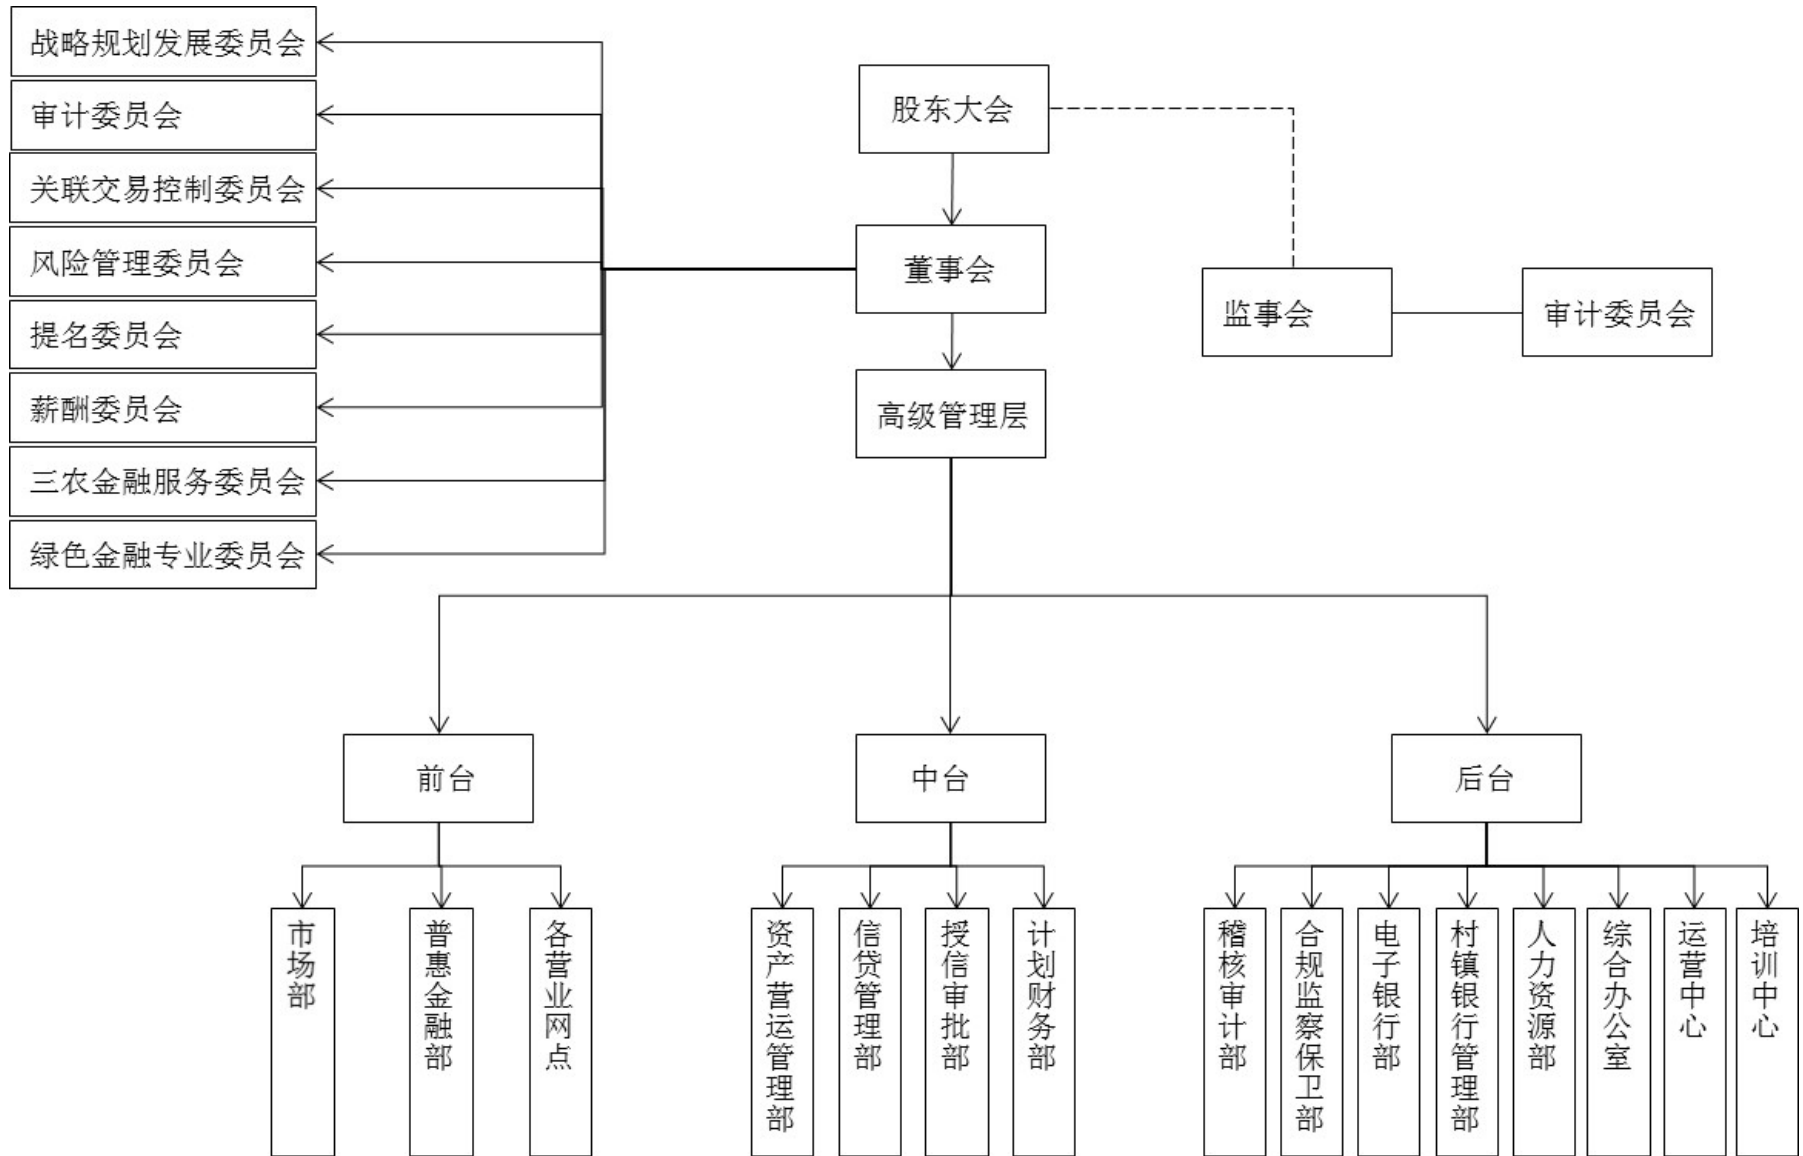 战略规划发展委员会
审计委员会
关联交易控制委员会
风险管理委员会
提名委员会
薪酬委员会
三农金融服务委员会
绿色金融专业委员会
股东大会
董事会
监事会
审计委员会
高级管理层
前台
中台
后台
市场部
普惠金融部
各营业网点
资产营运管理部
信贷管理部
授信审批部
计划财务部
稽核审计部
合规监察保卫部
电子银行部
村镇银行管理部
人力资源部
综合办公室
运营中心
培训中心